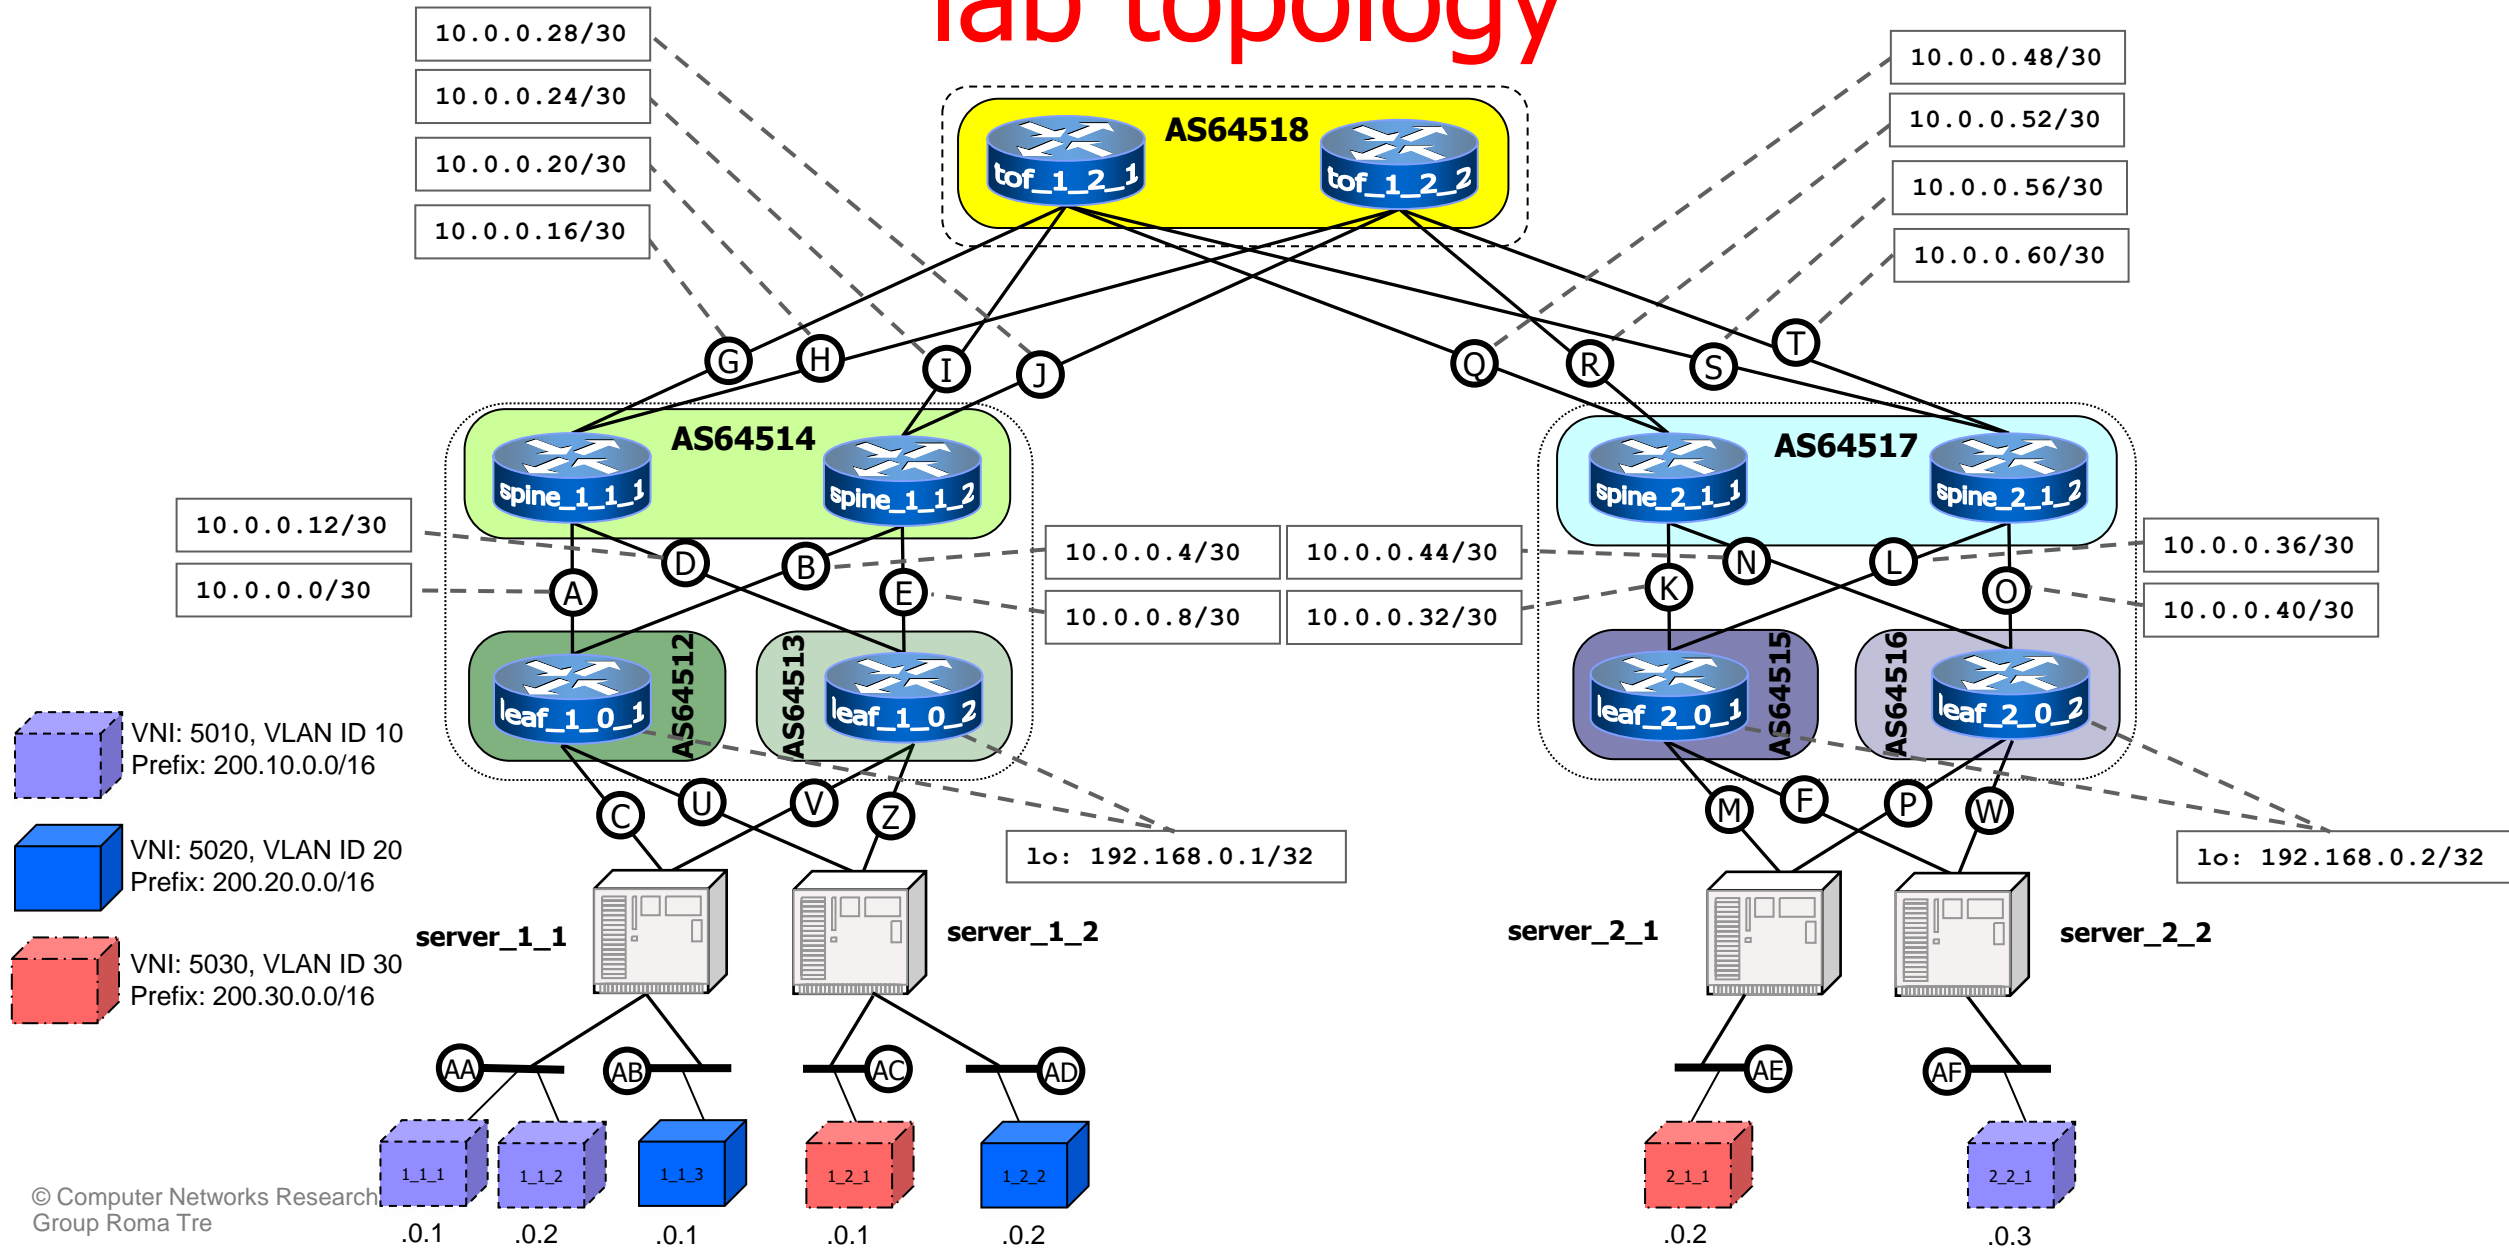 lab topology
10.0.0.28/30
10.0.0.24/30
10.0.0.20/30
10.0.0.16/30
10.0.0.48/30
10.0.0.52/30
10.0.0.56/30
10.0.0.60/30
AS64518
tof_1_2_1
tof_1_2_2
G
H
I
J
Q
R
S
T
AS64514
spine_1_1_1
spine_1_1_2
AS64517
spine_2_1_1
spine_2_1_2
10.0.0.12/30
10.0.0.0/30
10.0.0.4/30
10.0.0.8/30
10.0.0.44/30
10.0.0.32/30
10.0.0.36/30
10.0.0.40/30
A
D
B
E
K
N
L
O
leaf_1_0_1
AS64512
AS64513
leaf_1_0_2
leaf_2_0_1
AS64515
AS64516
leaf_2_0_2
VNI: 5010, VLAN ID 10
Prefix: 200.10.0.0/16
VNI: 5020, VLAN ID 20
Prefix: 200.20.0.0/16
VNI: 5030, VLAN ID 30
Prefix: 200.30.0.0/16
C
U
V
Z
M
F
P
W
lo: 192.168.0.1/32
lo: 192.168.0.2/32
server_1_1
server_1_2
server_2_1
server_2_2
AA
AB
AC
AD
AE
AF
1_1_1
1_1_2
1_1_3
1_2_1
1_2_2
2_1_1
2_2_1
.0.1
.0.2
.0.1
.0.1
.0.2
.0.2
.0.3
© Computer Networks Research
Group Roma Tre